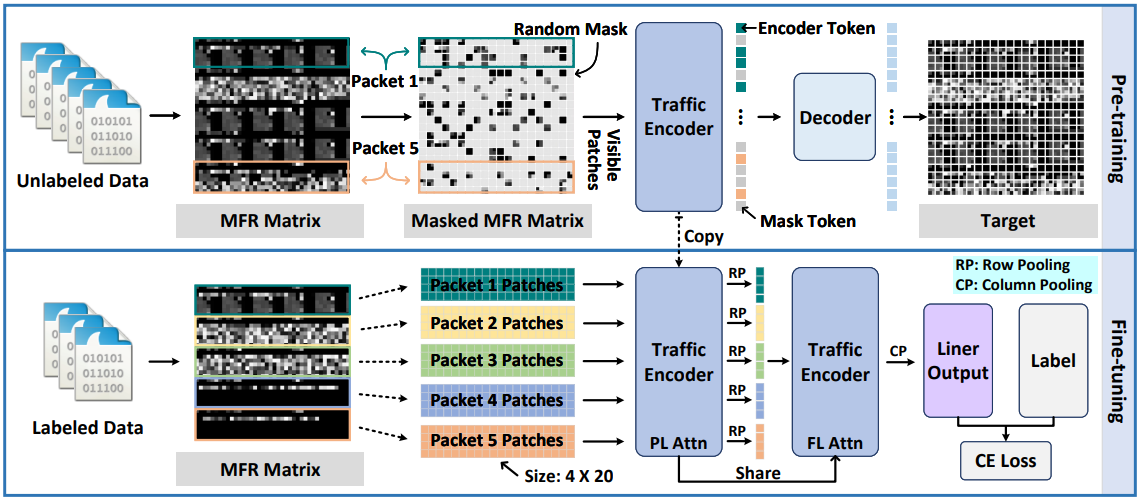 Random Mask
Encoder Token
Packet 1
Packet 5
010101
011010
011100
Unlabeled Data
MFR Matrix
Masked MFR Matrix
Visible
Patches
Traffic
Encoder
Mask Token
Decoder
Target
Pre-training
Copy
RP: Row Pooling
CP: Column Pooling
010101
011010
011100
Labeled Data
MFR Matrix
Packet 1 Patches
Packet 2 Patches
Packet 3 Patches
Packet 4 Patches
Packet 5 Patches
Size: 4 X 20
Traffic
Encoder
PL Attn
RP
RP
RP
RP
RP
Share
Traffic
Encoder
FL Attn
CP
Liner
Output
Label
CE Loss
Fine-tuning